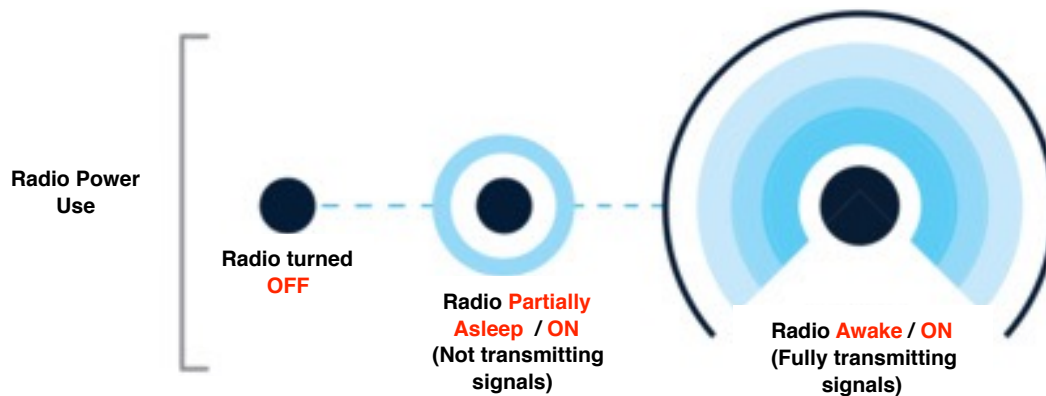 Radio Power
Use
Radio turned
OFF
Radio Partially
Asleep / ON
(Not transmitting
signals)
Radio Awake / ON
(Fully transmitting
signals)